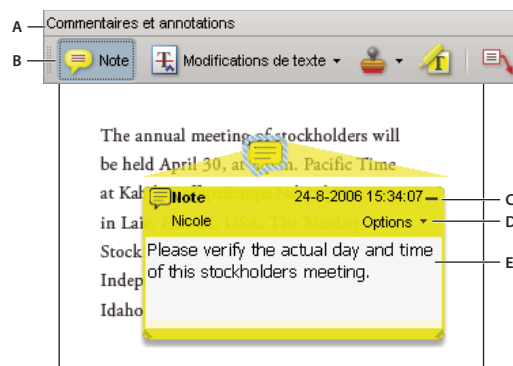 A
Commentaires et annotations
B
Note
Modifications de texte
T
The annual meeting of stockholders will
be held April 30, at Pacific Time
at
Note 24-8-2006 15:34:07
C
Nicole Options
D
in USA. The
Please verify the actual day and time
of this stockholders meeting.
E
Stock
Indep
Idaho